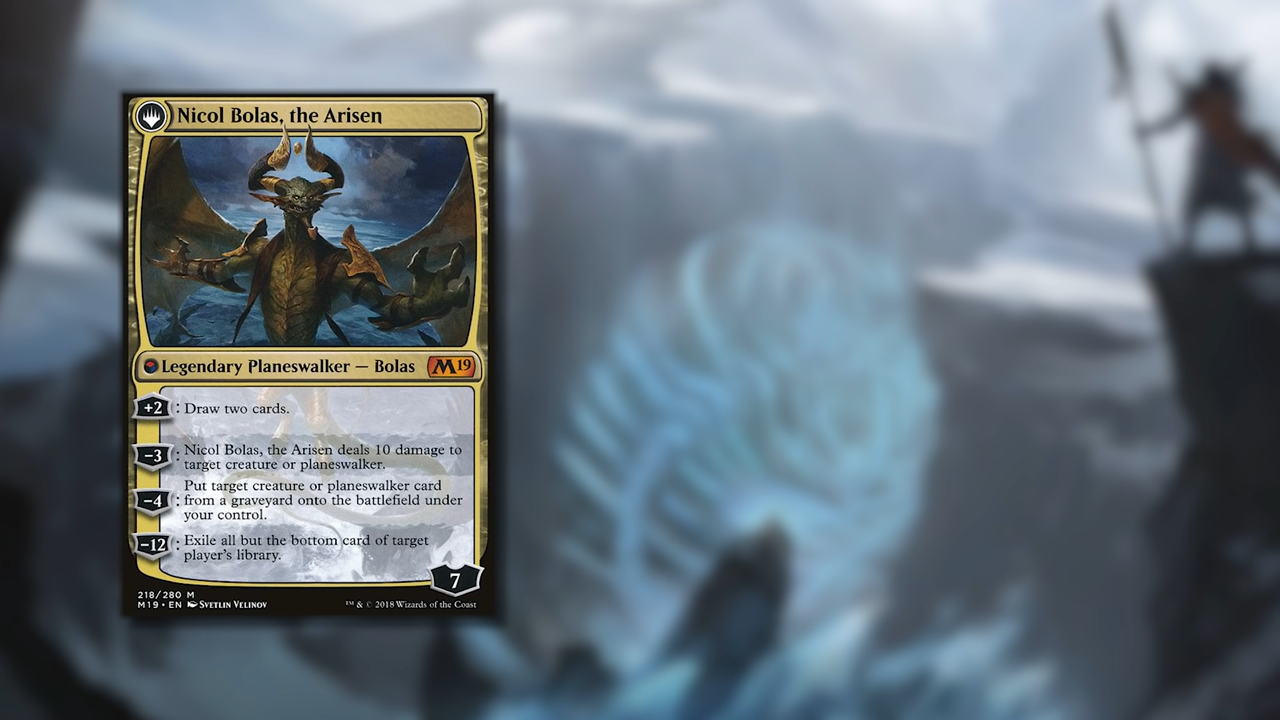 Nicol Bolas, the Arisen
Legendary Planeswalker — Bolas M19
+2 : Draw two cards.
−3 : Nicol Bolas, the Arisen deals 10 damage to
target creature or planeswalker.
−4 : Put target creature or planeswalker card
from a graveyard onto the battlefield under
your control.
−12 : Exile all but the bottom card of target
player's library.
7
218/280 M
M19 • EN Svetlin Velinov
™ & © 2018 Wizards of the Coast